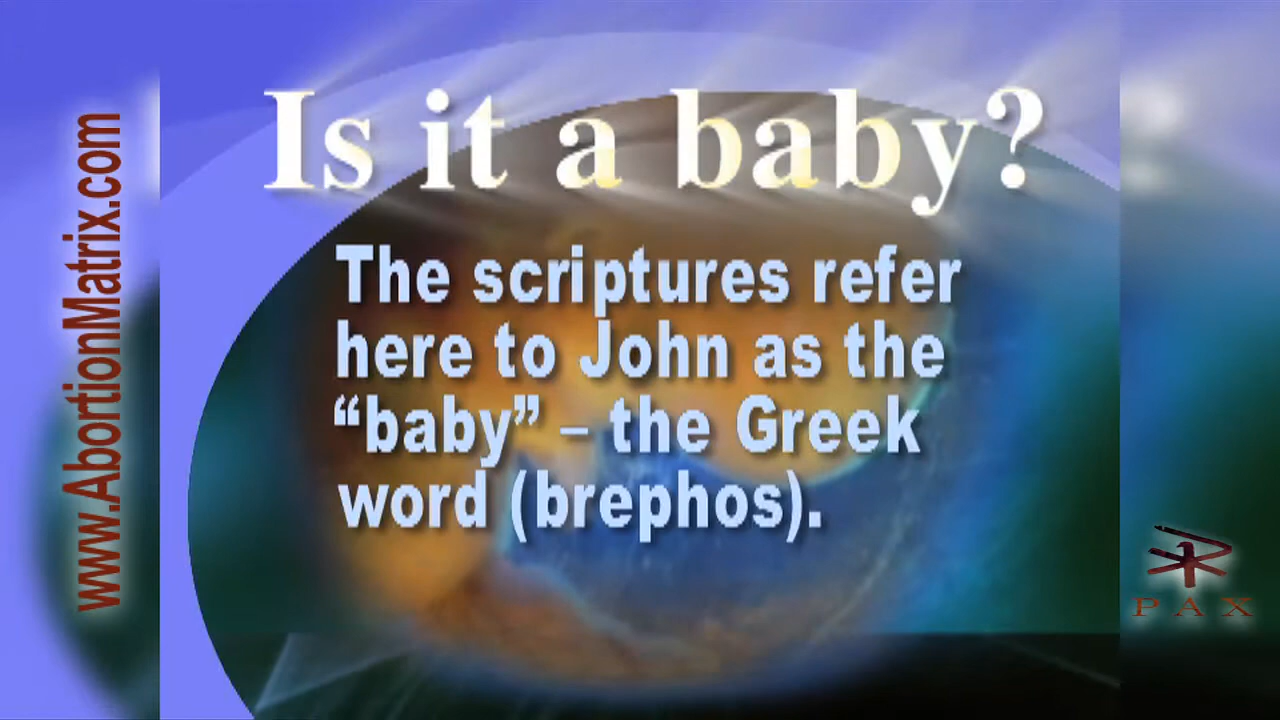 Is it a baby?
The scriptures refer
here to John as the
“baby” – the Greek
word (brephos).
www.AbortionMatrix.com
PAX